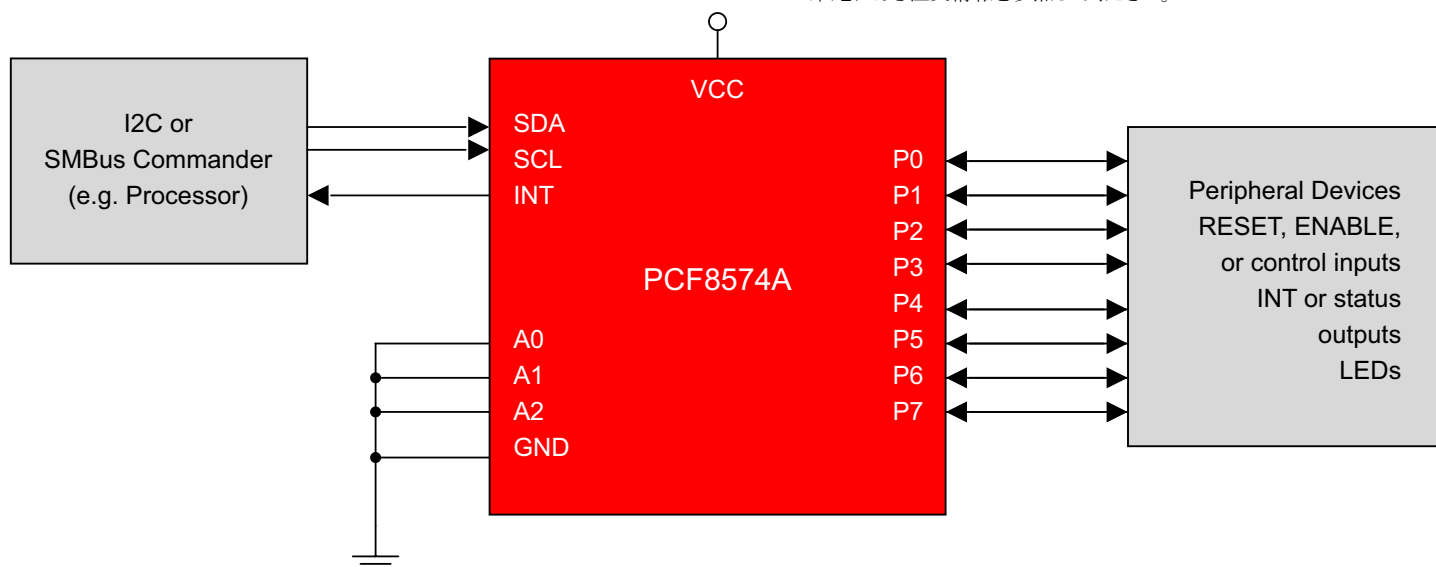 VCC
I2C or
SMBus Commander
(e.g. Processor)
SDA
SCL
INT
PCF8574A
A0
A1
A2
GND
P0
P1
P2
P3
P4
P5
P6
P7
Peripheral Devices
RESET, ENABLE,
or control inputs
INT or status
outputs
LEDs